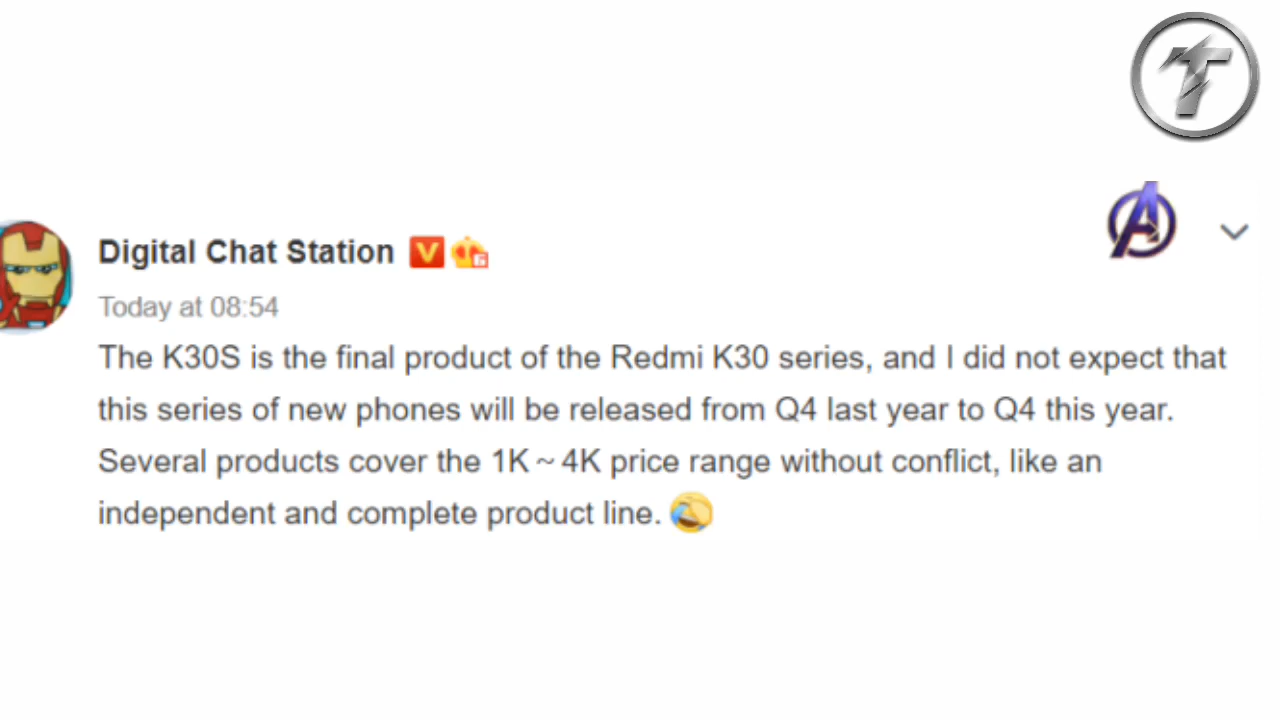 T
Digital Chat Station V
Today at 08:54
The K30S is the final product of the Redmi K30 series, and I did not expect that
this series of new phones will be released from Q4 last year to Q4 this year.
Several products cover the 1K ~ 4K price range without conflict, like an
independent and complete product line.